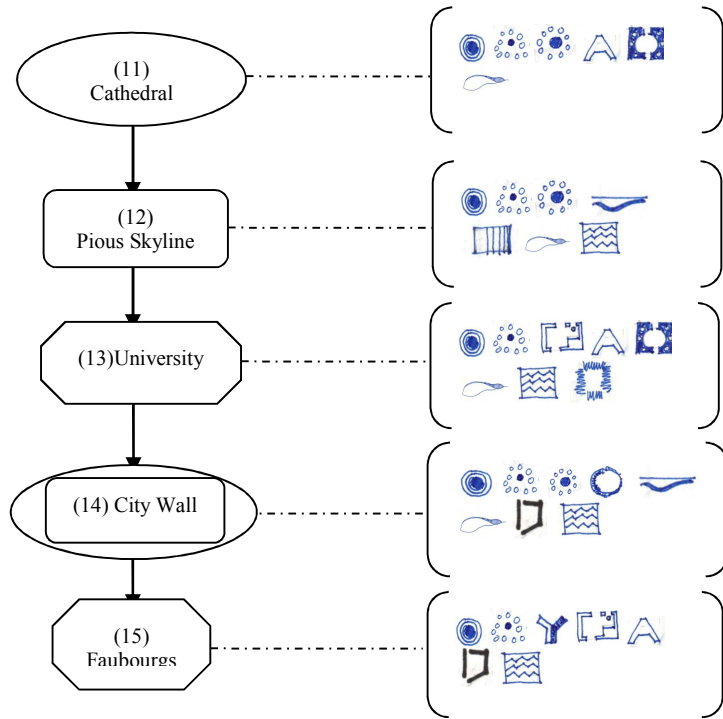 (11)
Cathedral
(12)
Pious Skyline
(13)University
(14) City Wall
(15)
Faubourgs